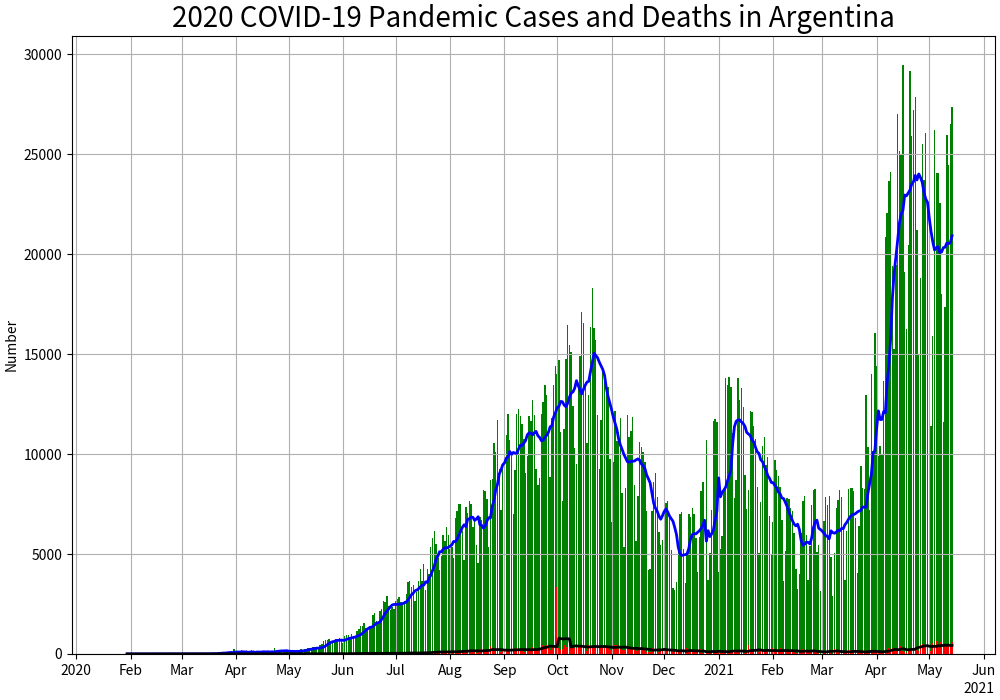 2020 COVID-19 Pandemic Cases and Deaths in Argentina
Number
30000
25000
20000
15000
10000
5000
0
2020 Feb Mar Apr May Jun Jul Aug Sep Oct Nov Dec 2021 Feb Mar Apr May Jun
2021